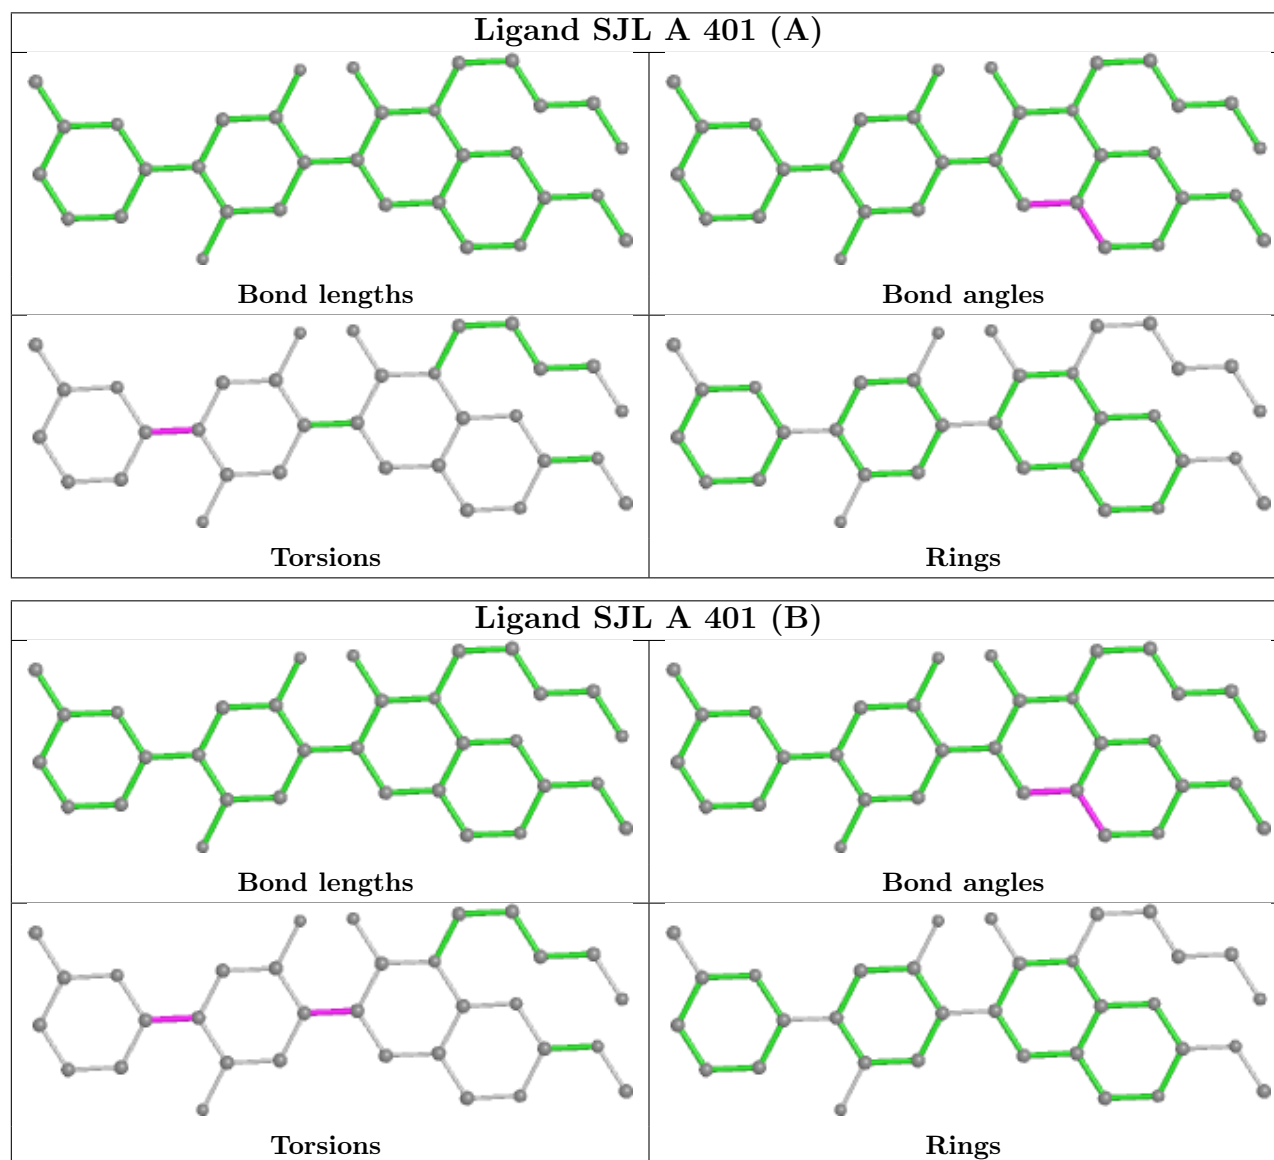 Ligand SJL A 401 (A)
Bond lengths
Bond angles
Torsions
Rings
Ligand SJL A 401 (B)
Bond lengths
Bond angles
Torsions
Rings